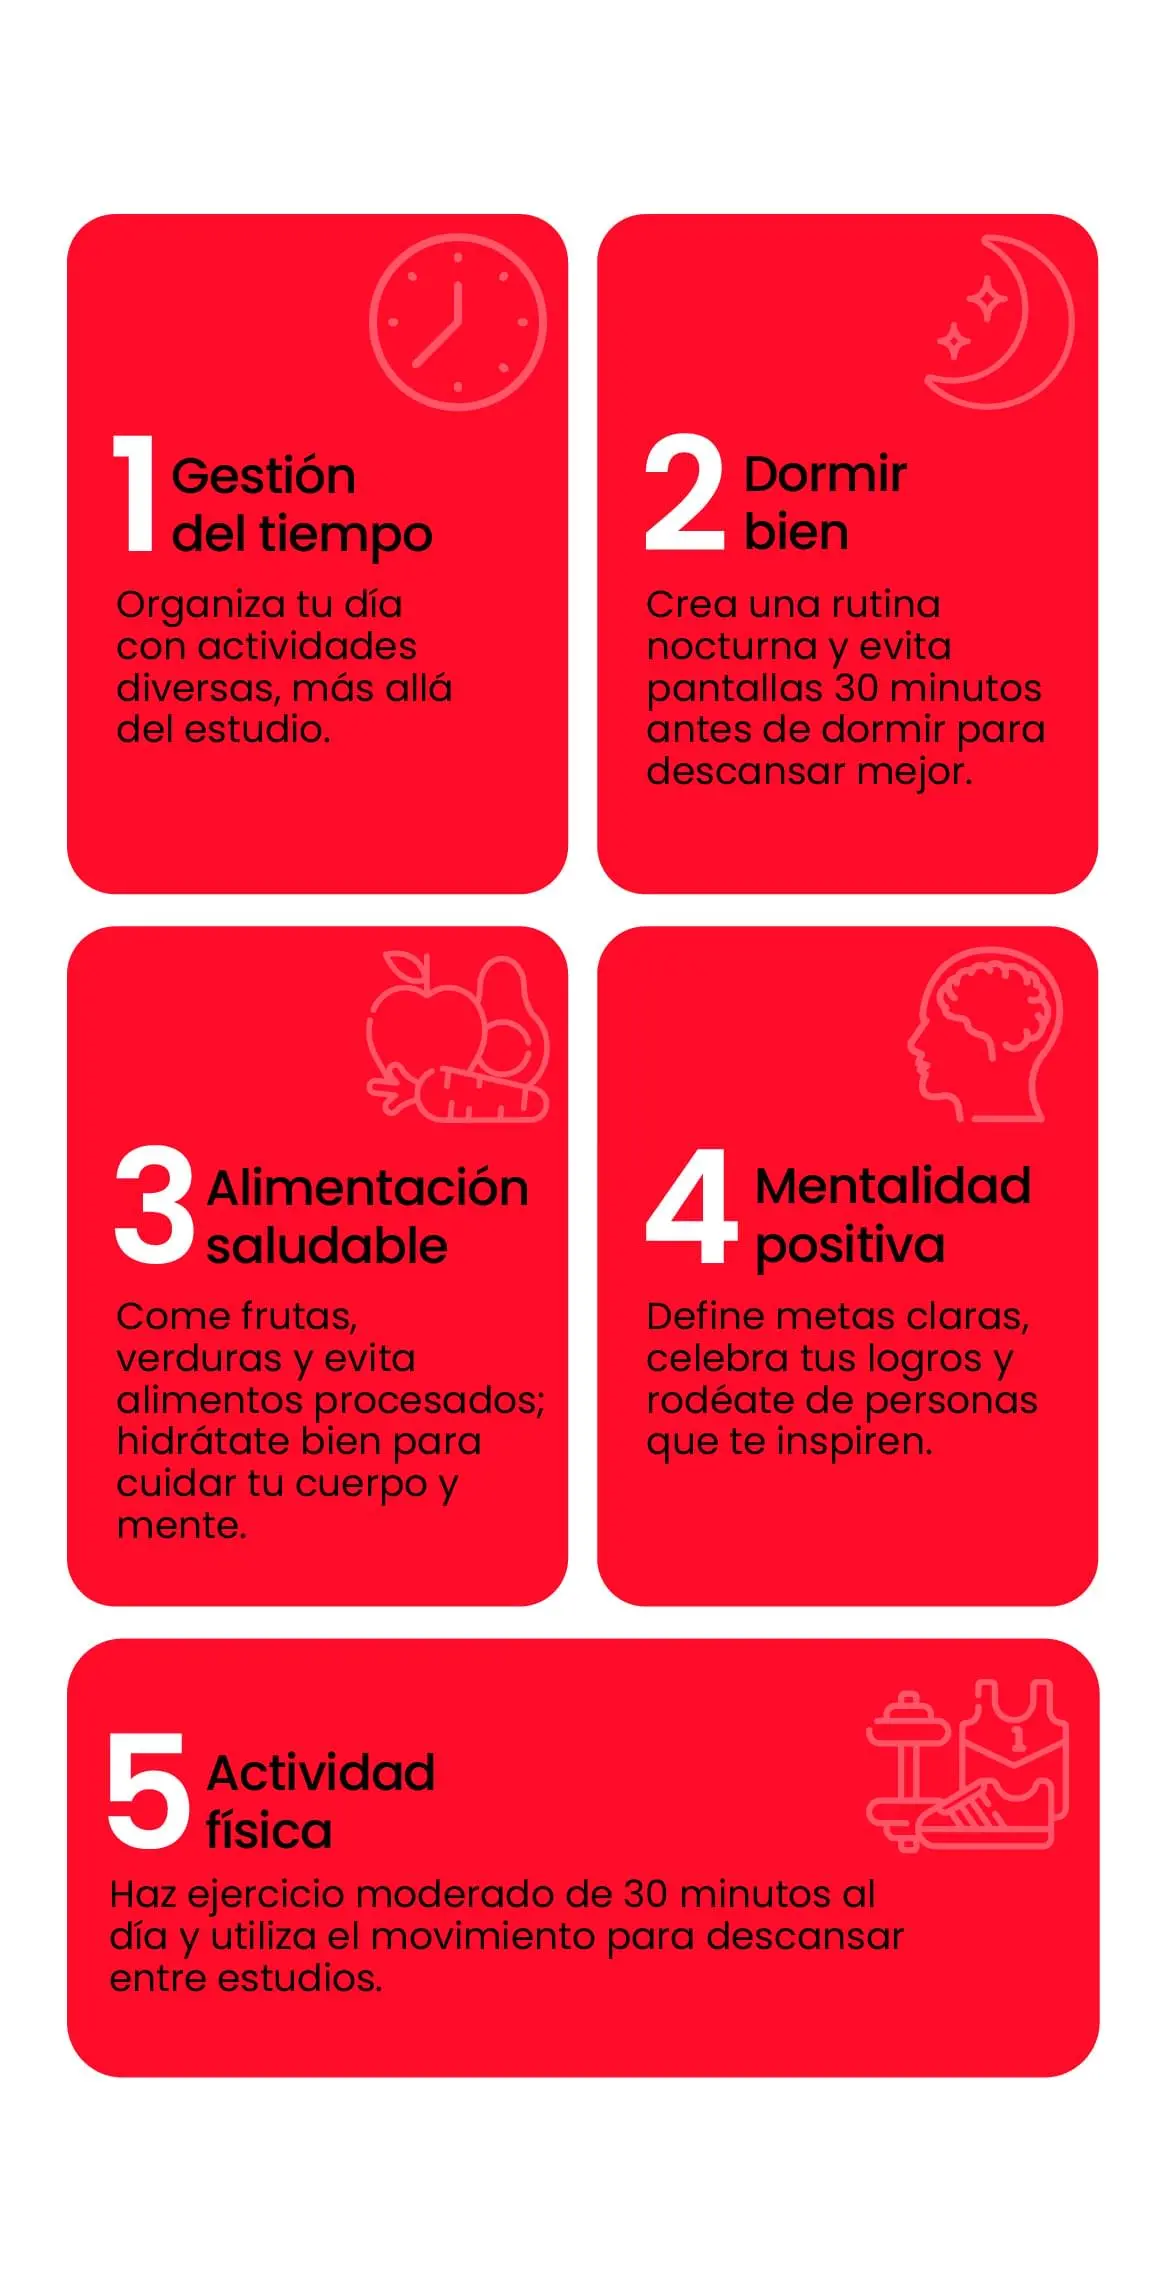 1 Gestión
del tiempo
Organiza tu día
con actividades
diversas, más allá
del estudio.
2 Dormir
bien
Crea una rutina
nocturna y evita
pantallas 30 minutos
antes de dormir para
descansar mejor.
3 Alimentación
saludable
Come frutas,
verduras y evita
alimentos procesados;
hidrátate bien para
cuidar tu cuerpo y
mente.
4 Mentalidad
positiva
Define metas claras,
celebra tus logros y
rodéate de personas
que te inspiren.
1
5 Actividad
física
Haz ejercicio moderado de 30 minutos al
día y utiliza el movimiento para descansar
entre estudios.